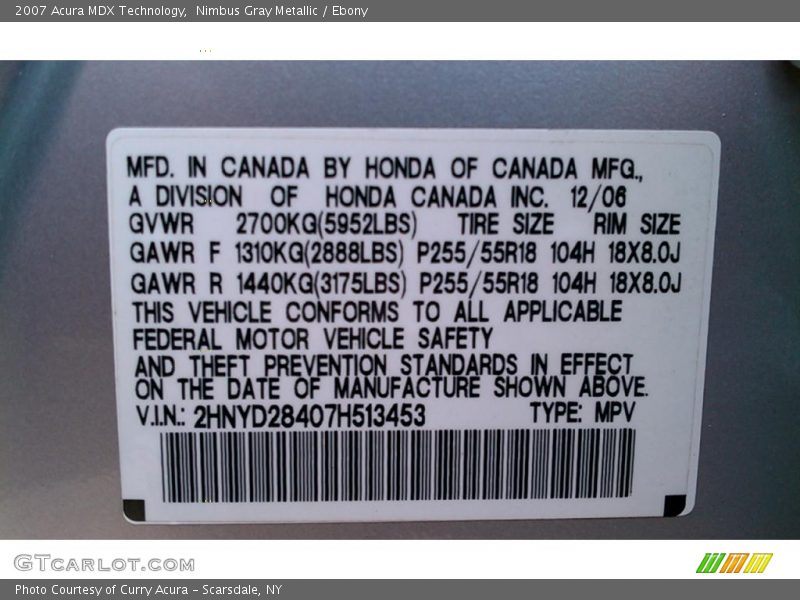 2007 Acura MDX Technology,  Nimbus Gray Metallic / Ebony
MFD. IN CANADA BY HONDA OF CANADA MFG.,
A DIVISION OF HONDA CANADA INC. 12/06
GVWR 2700KG(5952LBS) TIRE SIZE RIM SIZE
GAWR F 1310KG(2888LBS) P255/55R18 104H 18X8.0J
GAWR R 1440KG(3175LBS) P255/55R18 104H 18X8.0J
THIS VEHICLE CONFORMS TO ALL APPLICABLE
FEDERAL MOTOR VEHICLE SAFETY
AND THEFT PREVENTION STANDARDS IN EFFECT
ON THE DATE OF MANUFACTURE SHOWN ABOVE.
V.I.N.: 2HNYD28407H513453 TYPE: MPV
GTCARLOT.COM
Photo Courtesy of Curry Acura - Scarsdale, NY